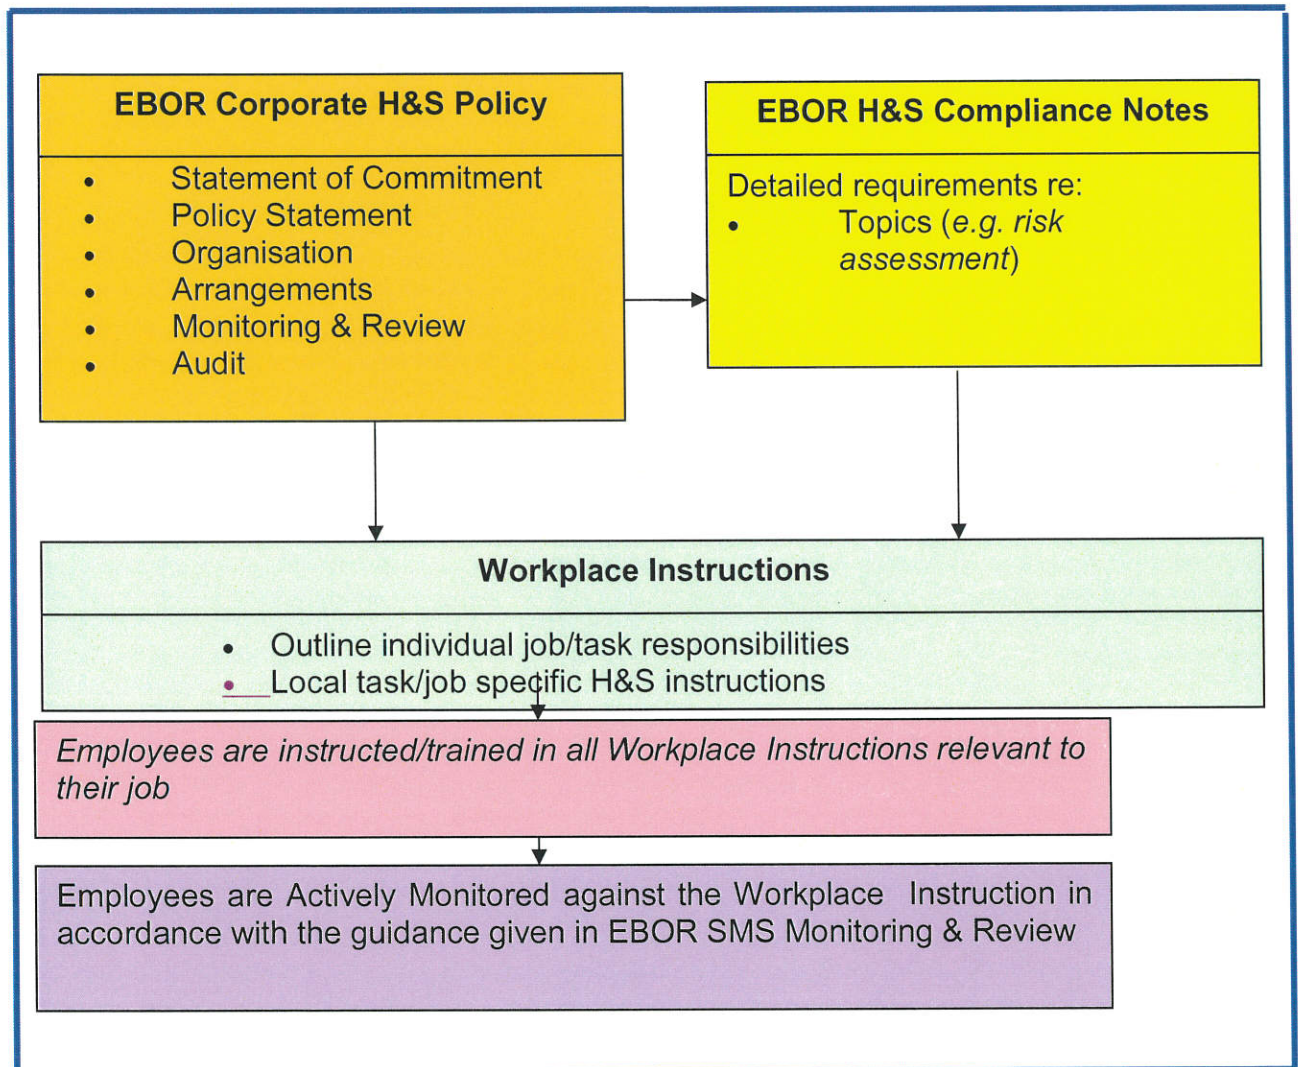 EBOR Corporate H&S Policy
• Statement of Commitment
• Policy Statement
• Organisation
• Arrangements
• Monitoring & Review
• Audit
EBOR H&S Compliance Notes
Detailed requirements re:
• Topics (e.g. risk
assessment)
Workplace Instructions
• Outline individual job/task responsibilities
• Local task/job specific H&S instructions
Employees are instructed/trained in all Workplace Instructions relevant to
their job
Employees are Actively Monitored against the Workplace Instruction in
accordance with the guidance given in EBOR SMS Monitoring & Review